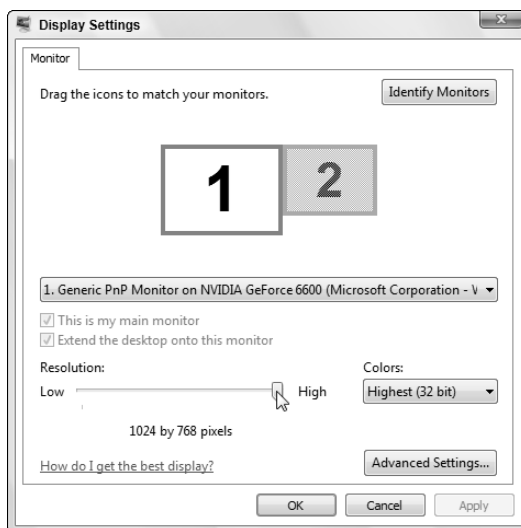 Display Settings
Monitor
Drag the icons to match your monitors.
Identify Monitors
1
2
1. Generic PnP Monitor on NVIDIA GeForce 6600 (Microsoft Corporation - W
This is my main monitor
Extend the desktop onto this monitor
Resolution:
Colors:
Low
High
Highest (32 bit)
1024 by 768 pixels
How do I get the best display?
Advanced Settings...
OK
Cancel
Apply